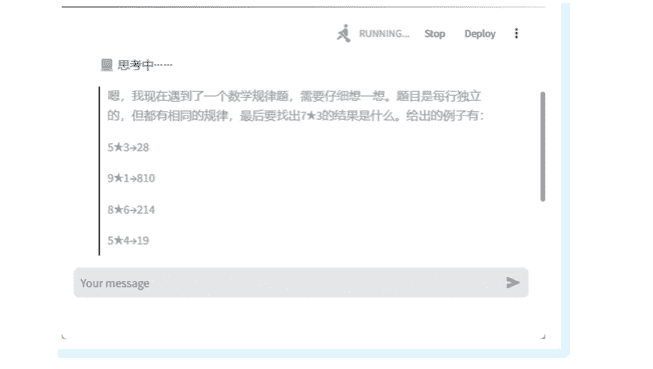 RUNNING...
Stop
Deploy
思考中……
嗯，我现在遇到了一个数学规律题，需要仔细想一想。题目是每行独立
的，但都有相同的规律，最后要找出7★3的结果是什么。给出的例子有：
5★3→28
9★1→810
8★6→214
5★4→19
Your message